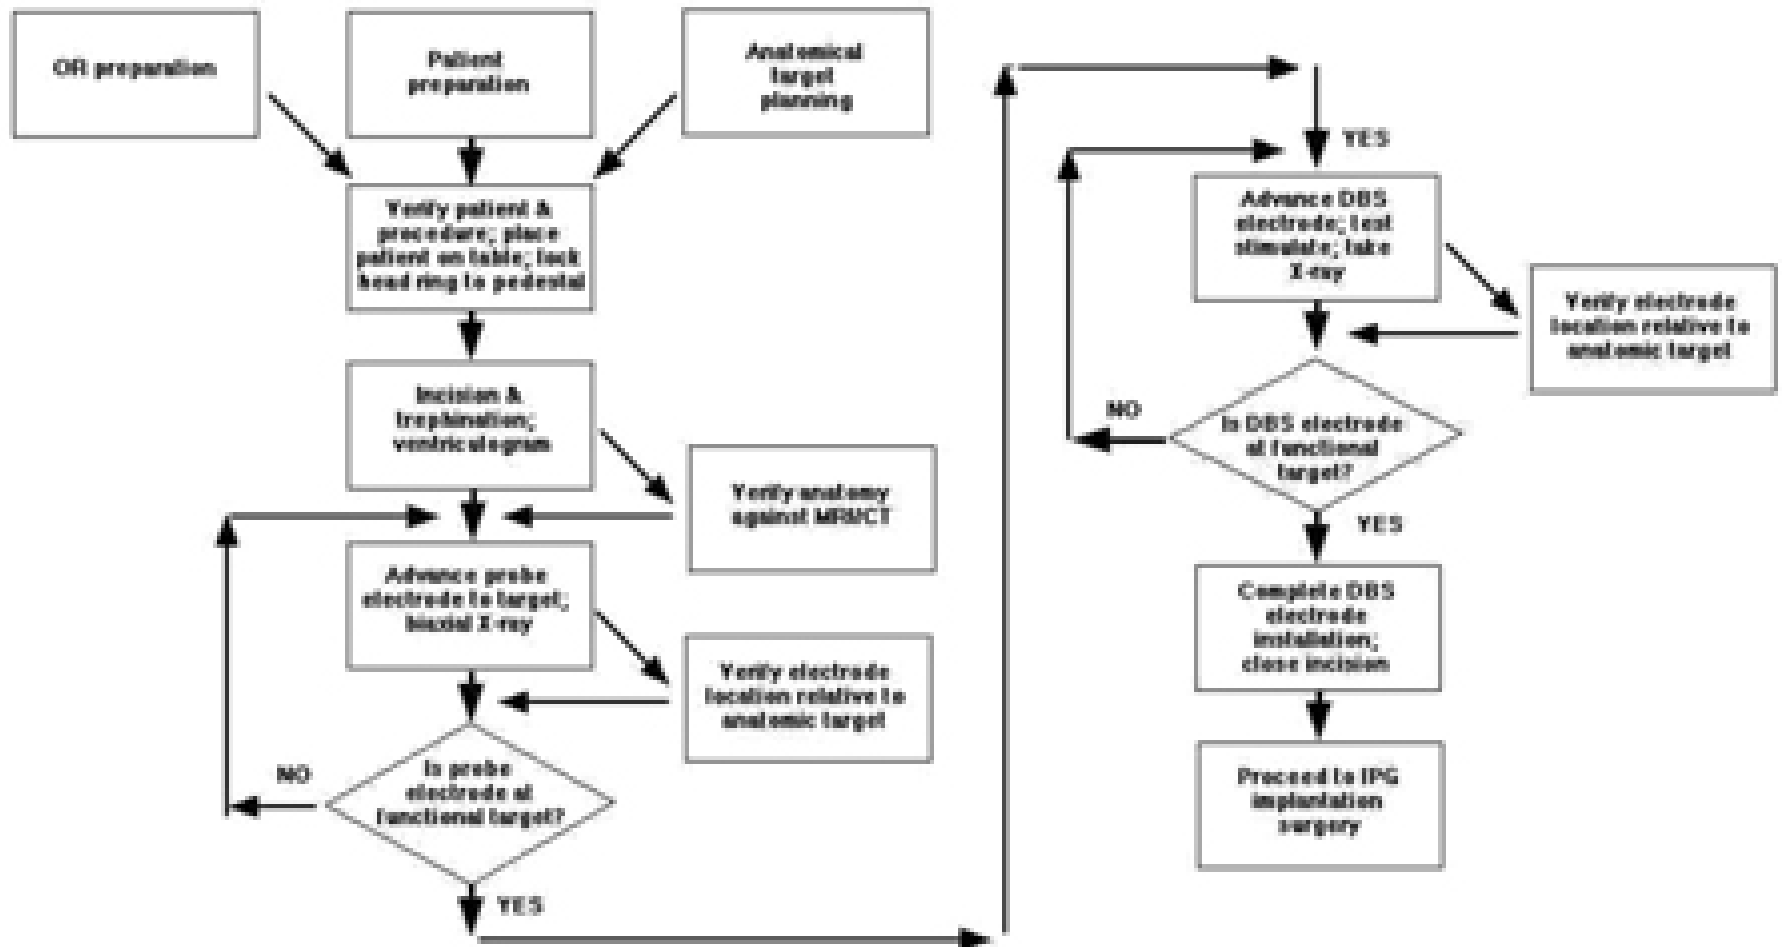 OR preparation
Patient
preparation
Anatomical
target
planning
Verify patient &
procedure; place
patient on table; lock
head ring to pedestal
Incision &
trephination;
ventriculogram
Verify anatomy
against MRI/CT
Advance probe
electrode to target;
biaxial X-ray
Verify electrode
location relative to
anatomic target
NO
Is probe
electrode at
functional target?
YES
YES
Advance DBS
electrode; test
stimulate; take
X-ray
Verify electrode
location relative to
anatomic target
NO
Is DBS electrode
at functional
target?
YES
Complete DBS
electrode
installation;
close incision
Proceed to IPG
implantation
surgery